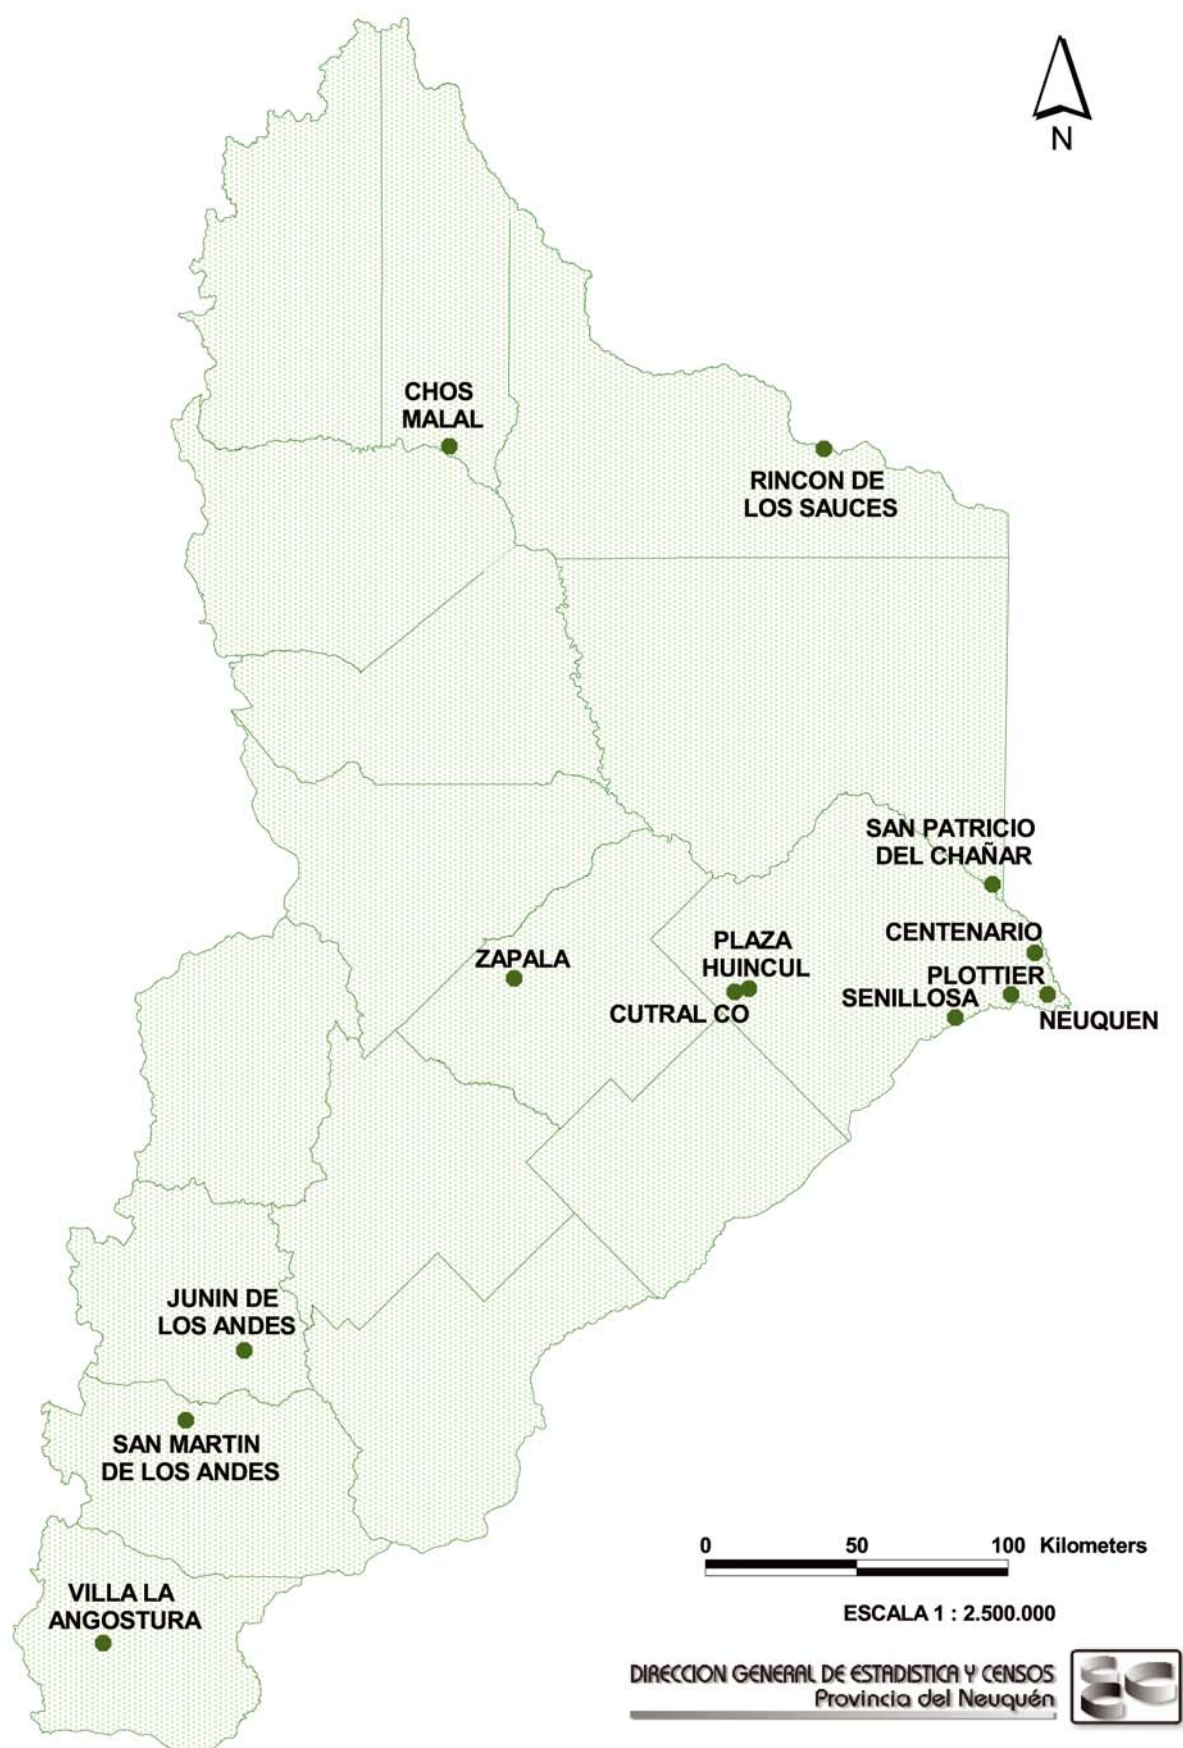 N
CHOS
MALAL
RINCON DE
LOS SAUCES
SAN PATRICIO
DEL CHAÑAR
CENTENARIO
PLAZA
HUINCUL
ZAPALA
PLOTTIER
SENILLOSA
CUTRAL CO
NEUQUEN
JUNIN DE
LOS ANDES
SAN MARTIN
DE LOS ANDES
0 50 100 Kilometers
VILLA LA
ANGOSTURA
ESCALA 1 : 2.500.000
DIRECCION GENERAL DE ESTADISTICA Y CENSOS
Provincia del Neuquén